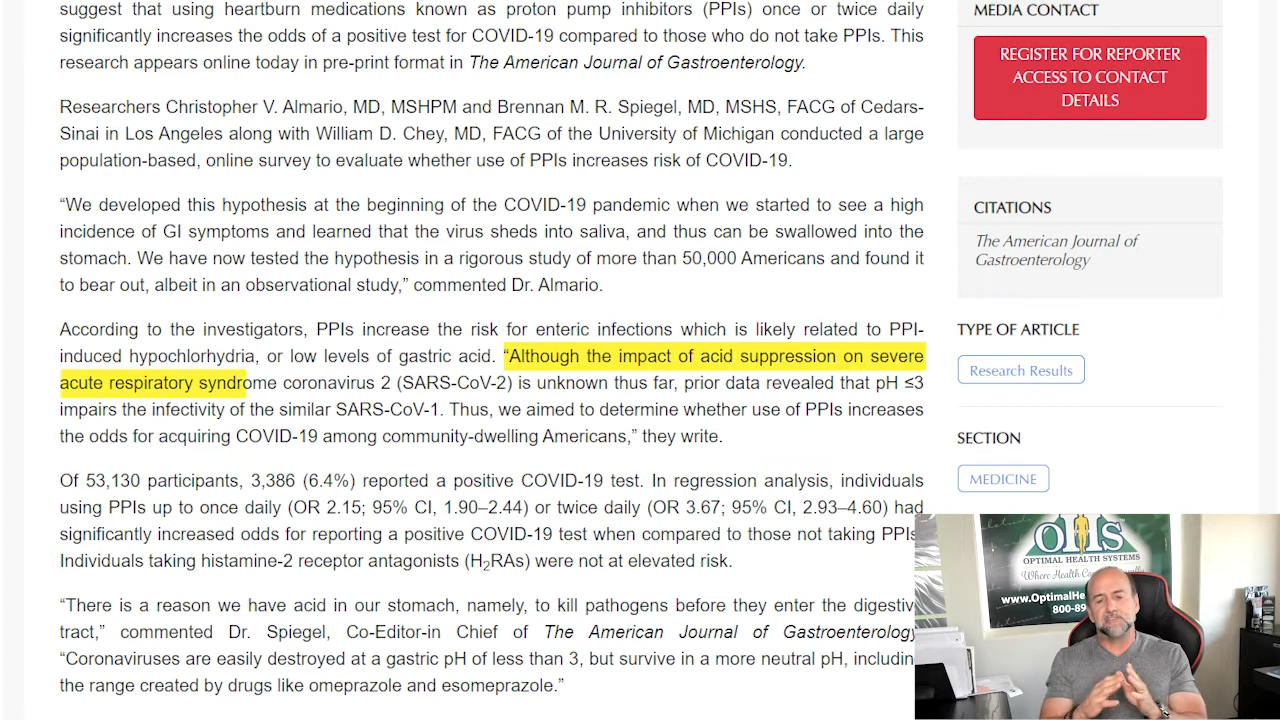 suggest that using heartburn medications known as proton pump inhibitors (PPIs) once or twice daily
significantly increases the odds of a positive test for COVID-19 compared to those who do not take PPIs. This
research appears online today in pre-print format in The American Journal of Gastroenterology.
Researchers Christopher V. Almario, MD, MSHPM and Brennan M. R. Spiegel, MD, MSHS, FACG of Cedars-
Sinai in Los Angeles along with William D. Chey, MD, FACG of the University of Michigan conducted a large
population-based, online survey to evaluate whether use of PPIs increases risk of COVID-19.
“We developed this hypothesis at the beginning of the COVID-19 pandemic when we started to see a high
incidence of GI symptoms and learned that the virus sheds into saliva, and thus can be swallowed into the
stomach. We have now tested the hypothesis in a rigorous study of more than 50,000 Americans and found it
to bear out, albeit in an observational study,” commented Dr. Almario.
According to the investigators, PPIs increase the risk for enteric infections which is likely related to PPI-
induced hypochlorhydria, or low levels of gastric acid. “Although the impact of acid suppression on severe
acute respiratory syndrome coronavirus 2 (SARS-CoV-2) is unknown thus far, prior data revealed that pH ≤3
impairs the infectivity of the similar SARS-CoV-1. Thus, we aimed to determine whether use of PPIs increases
the odds for acquiring COVID-19 among community-dwelling Americans,” they write.
Of 53,130 participants, 3,386 (6.4%) reported a positive COVID-19 test. In regression analysis, individuals
using PPIs up to once daily (OR 2.15; 95% CI, 1.90–2.44) or twice daily (OR 3.67; 95% CI, 2.93–4.60) had
significantly increased odds for reporting a positive COVID-19 test when compared to those not taking PPIs
Individuals taking histamine-2 receptor antagonists (H2RAs) were not at elevated risk.
“There is a reason we have acid in our stomach, namely, to kill pathogens before they enter the digestiv
tract,” commented Dr. Spiegel, Co-Editor-in Chief of The American Journal of Gastroenterology
“Coronaviruses are easily destroyed at a gastric pH of less than 3, but survive in a more neutral pH, includin
the range created by drugs like omeprazole and esomeprazole.”
MEDIA CONTACT
REGISTER FOR REPORTER
ACCESS TO CONTACT
DETAILS
CITATIONS
The American Journal of
Gastroenterology
TYPE OF ARTICLE
Research Results
SECTION
MEDICINE
OHS
OPTIMAL HEALTH SYSTEMS
Where Health
www.OptimalHe
800-89